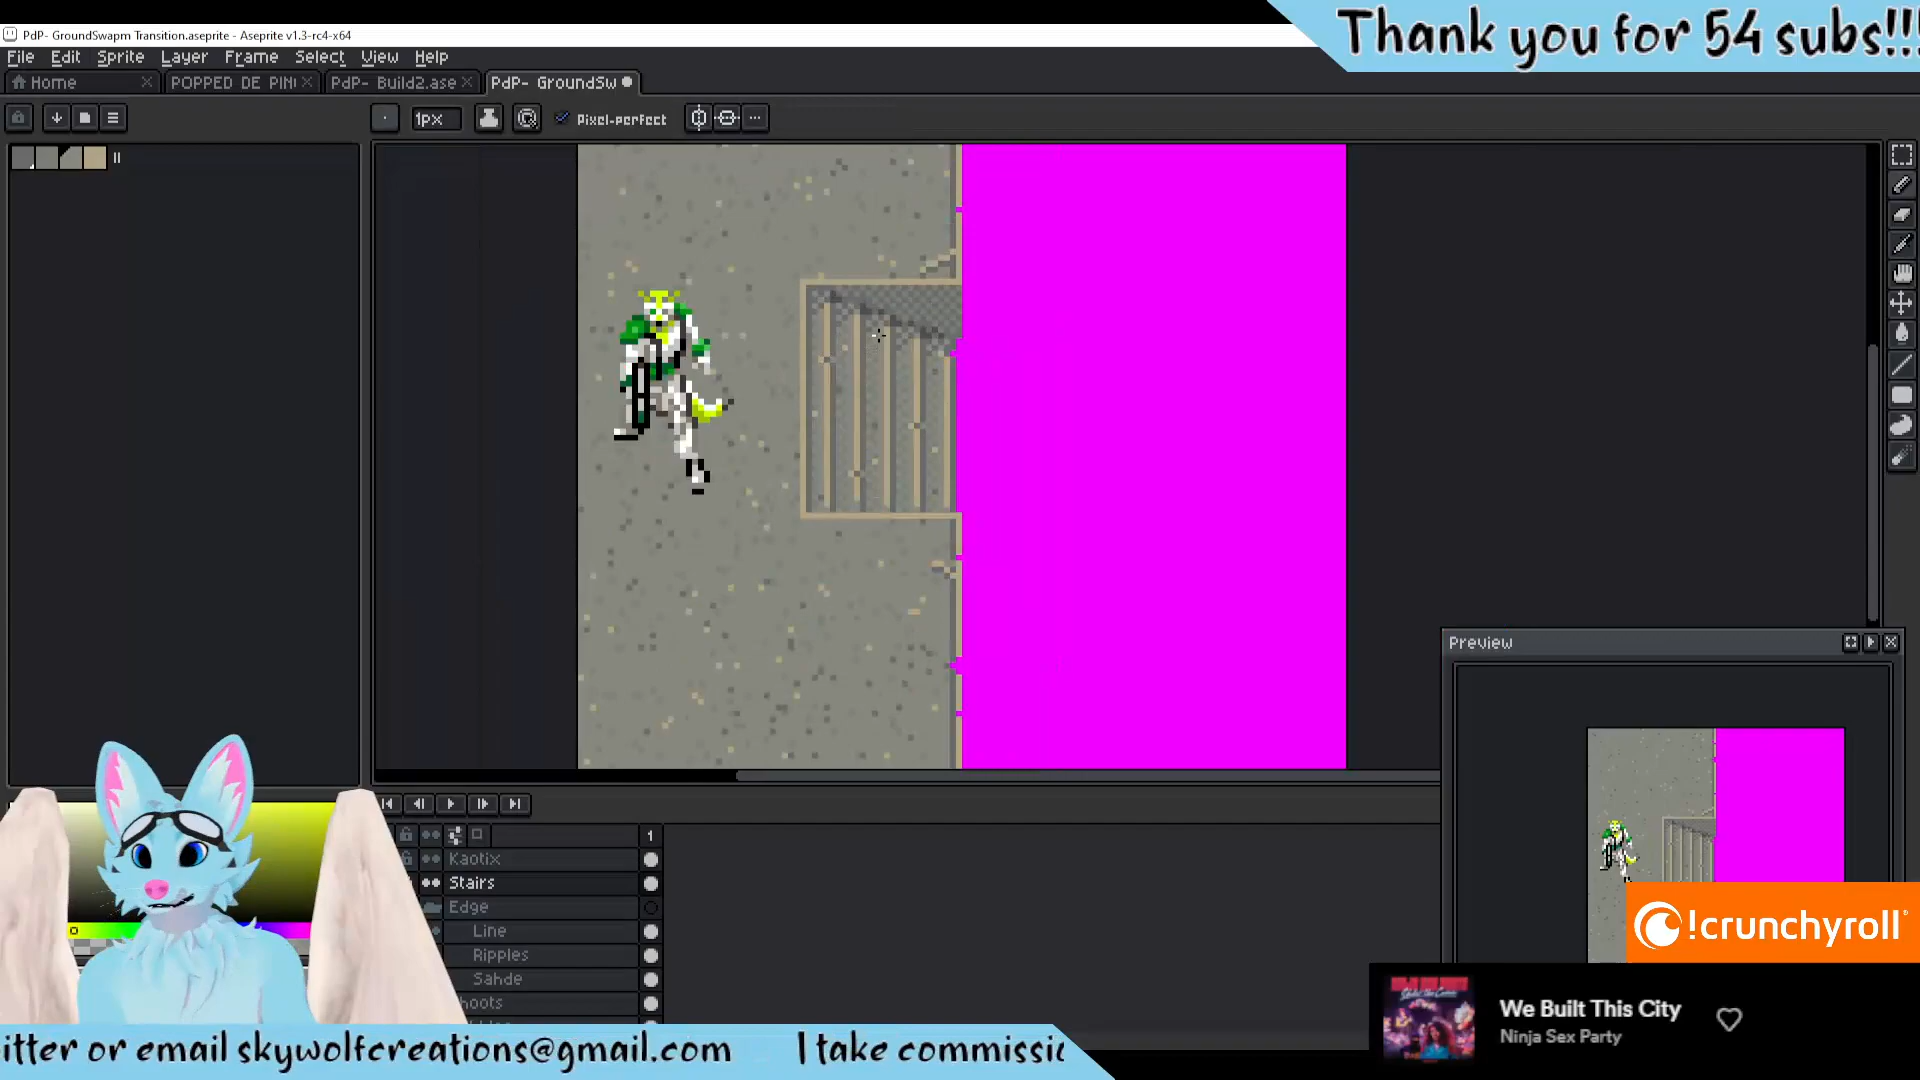 PdP- GroundSwapm Transition.aseprite - Aseprite v1.3-rc4-x64
Thank you for 54 subs!!!
File Edit Sprite Layer Frame Select View Help
Home POPPED DE PIN PdP- Build2.ase PdP- GroundSw
1px Pixel-perfect
Preview
1
Kaotix
Stairs
Edge
Line
Ripples
Sahde
hoots
!crunchyroll
We Built This City
Ninja Sex Party
itter or email skywolfcreations@gmail.com I take commissic